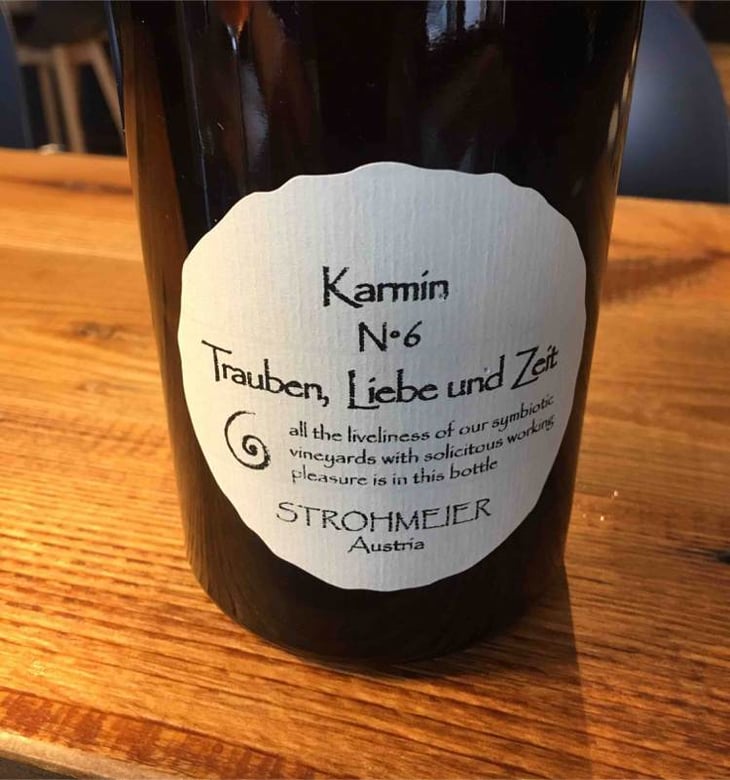 Karmin
N•6
Trauben, Liebe und Zeit
all the liveliness of our symbiotic
vineyards with solicitous working
pleasure is in this bottle
STROHMEIER
Austria